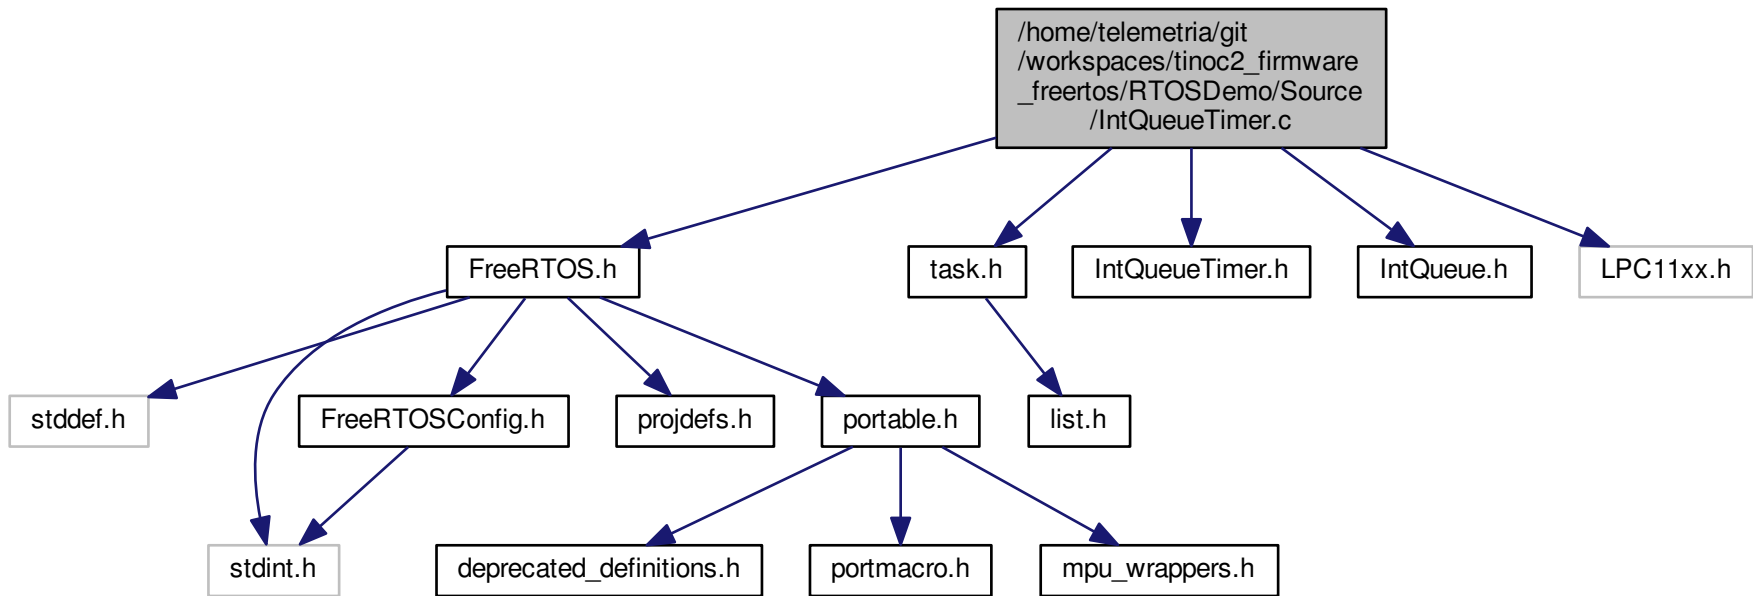 /home/telemetria/git
/workspaces/tinoc2_firmware
_freertos/RTOSDemo/Source
/IntQueueTimer.c
FreeRTOS.h
task.h
IntQueueTimer.h
IntQueue.h
LPC11xx.h
stddef.h
FreeRTOSConfig.h
projdefs.h
portable.h
list.h
stdint.h
deprecated_definitions.h
portmacro.h
mpu_wrappers.h